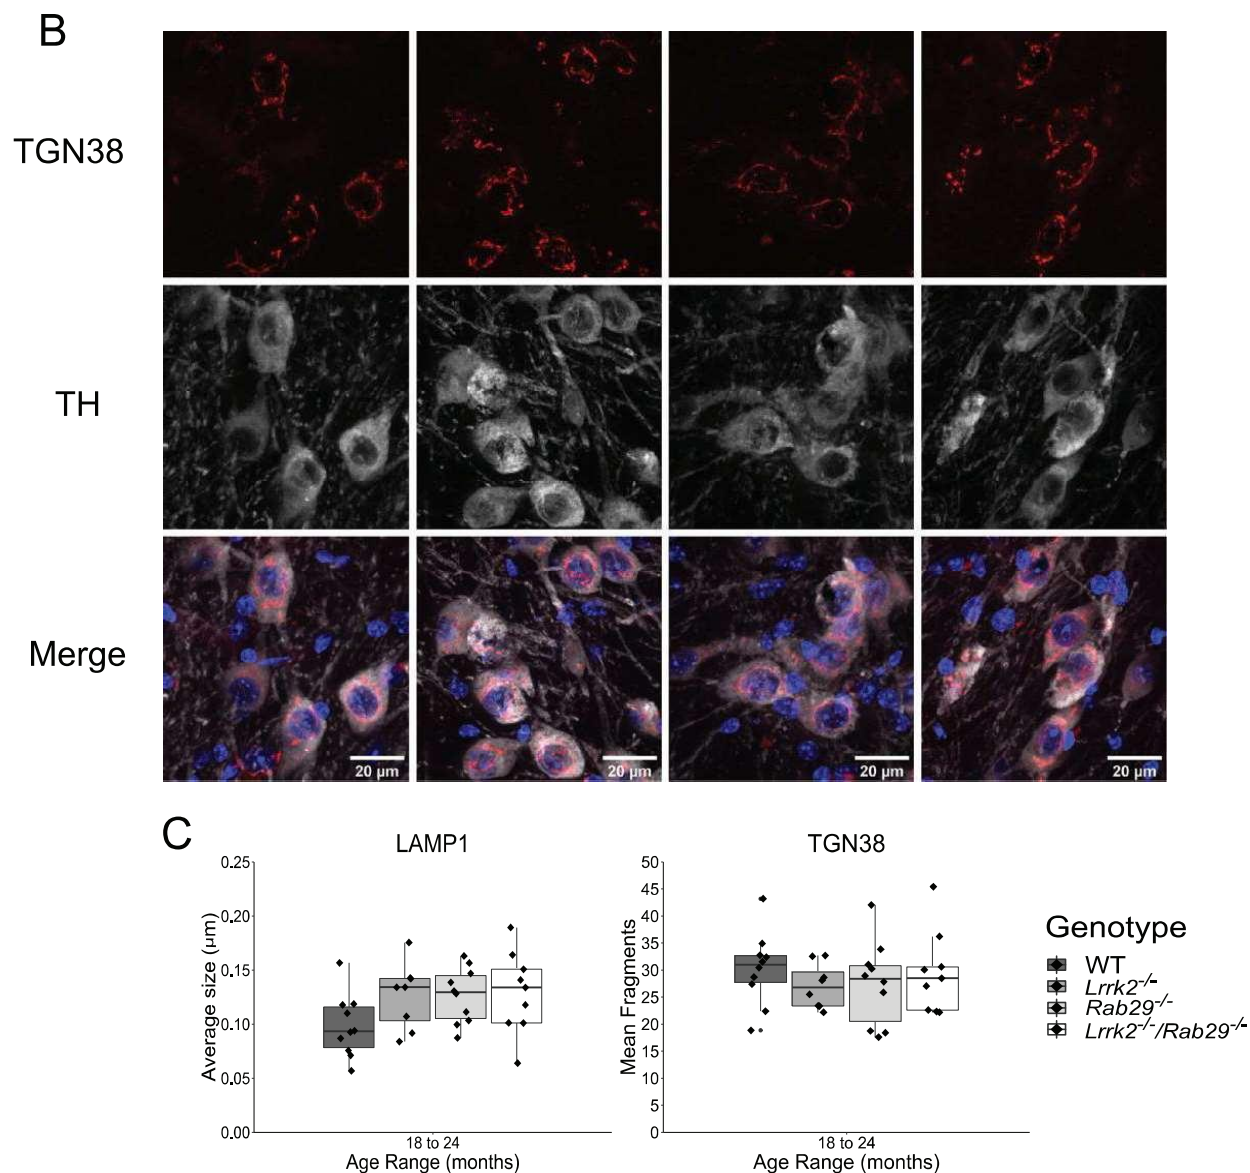 B
TGN38
TH
Merge
20 µm
20 µm
20 µm
20 µm
C
LAMP1
0.25
0.20
0.15
0.10
0.05
0.00
Average size (µm)
18 to 24
Age Range (months)
TGN38
50
45
40
35
30
25
20
15
10
5
0
Mean Fragments
18 to 24
Age Range (months)
Genotype
WT
Lrrk2⁻/⁻
Rab29⁻/⁻
Lrrk2⁻/⁻/Rab29⁻/⁻